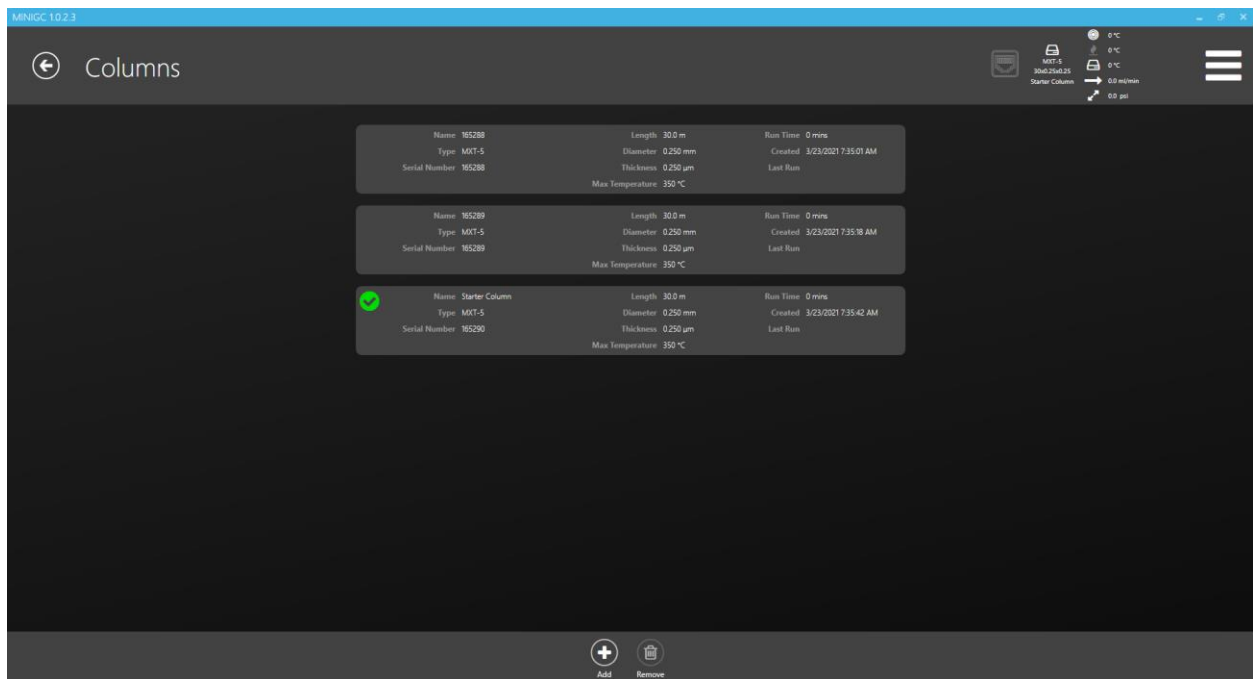 MINIGC 1.0.2.3
Columns
MXT-5
30x0.25x0.25
Starter Column
0 °C
0 °C
0 °C
0.0 ml/min
0.0 psi
Name 165288 Length 30.0 m Run Time 0 mins
Type MXT-5 Diameter 0.250 mm Created 3/23/2021 7:35:01 AM
Serial Number 165288 Thickness 0.250 µm Last Run
Max Temperature 350 °C
Name 165289 Length 30.0 m Run Time 0 mins
Type MXT-5 Diameter 0.250 mm Created 3/23/2021 7:35:18 AM
Serial Number 165289 Thickness 0.250 µm Last Run
Max Temperature 350 °C
Name Starter Column Length 30.0 m Run Time 0 mins
Type MXT-5 Diameter 0.250 mm Created 3/23/2021 7:35:42 AM
Serial Number 165290 Thickness 0.250 µm Last Run
Max Temperature 350 °C
Add Remove